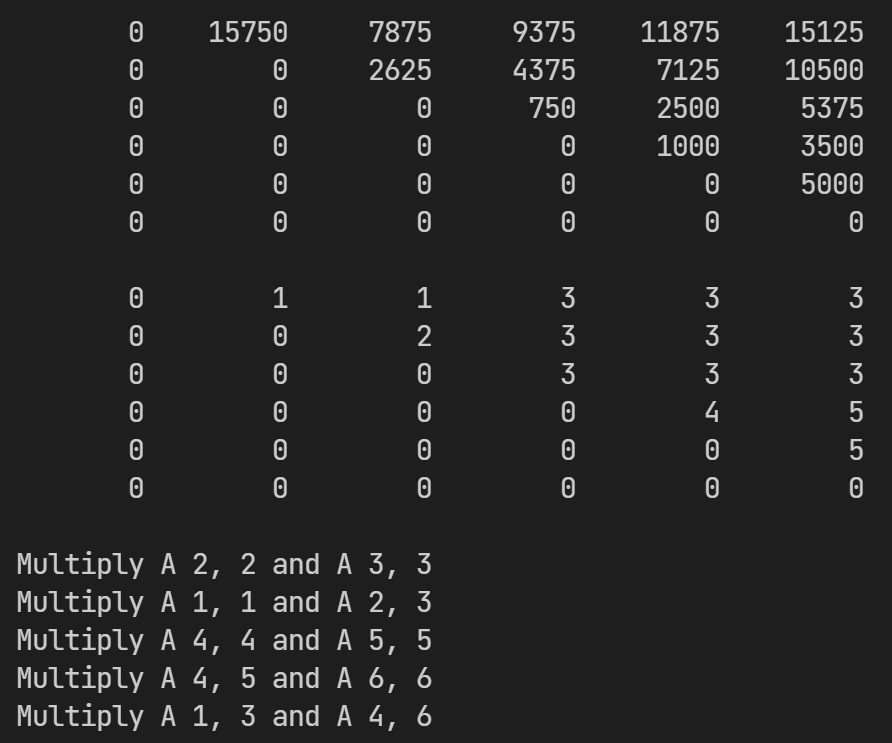 0 15750 7875 9375 11875 15125
0 0 2625 4375 7125 10500
0 0 0 750 2500 5375
0 0 0 0 1000 3500
0 0 0 0 0 5000
0 0 0 0 0 0
0 1 1 3 3 3
0 0 2 3 3 3
0 0 0 3 3 3
0 0 0 0 4 5
0 0 0 0 0 5
0 0 0 0 0 0
Multiply A 2, 2 and A 3, 3
Multiply A 1, 1 and A 2, 3
Multiply A 4, 4 and A 5, 5
Multiply A 4, 5 and A 6, 6
Multiply A 1, 3 and A 4, 6